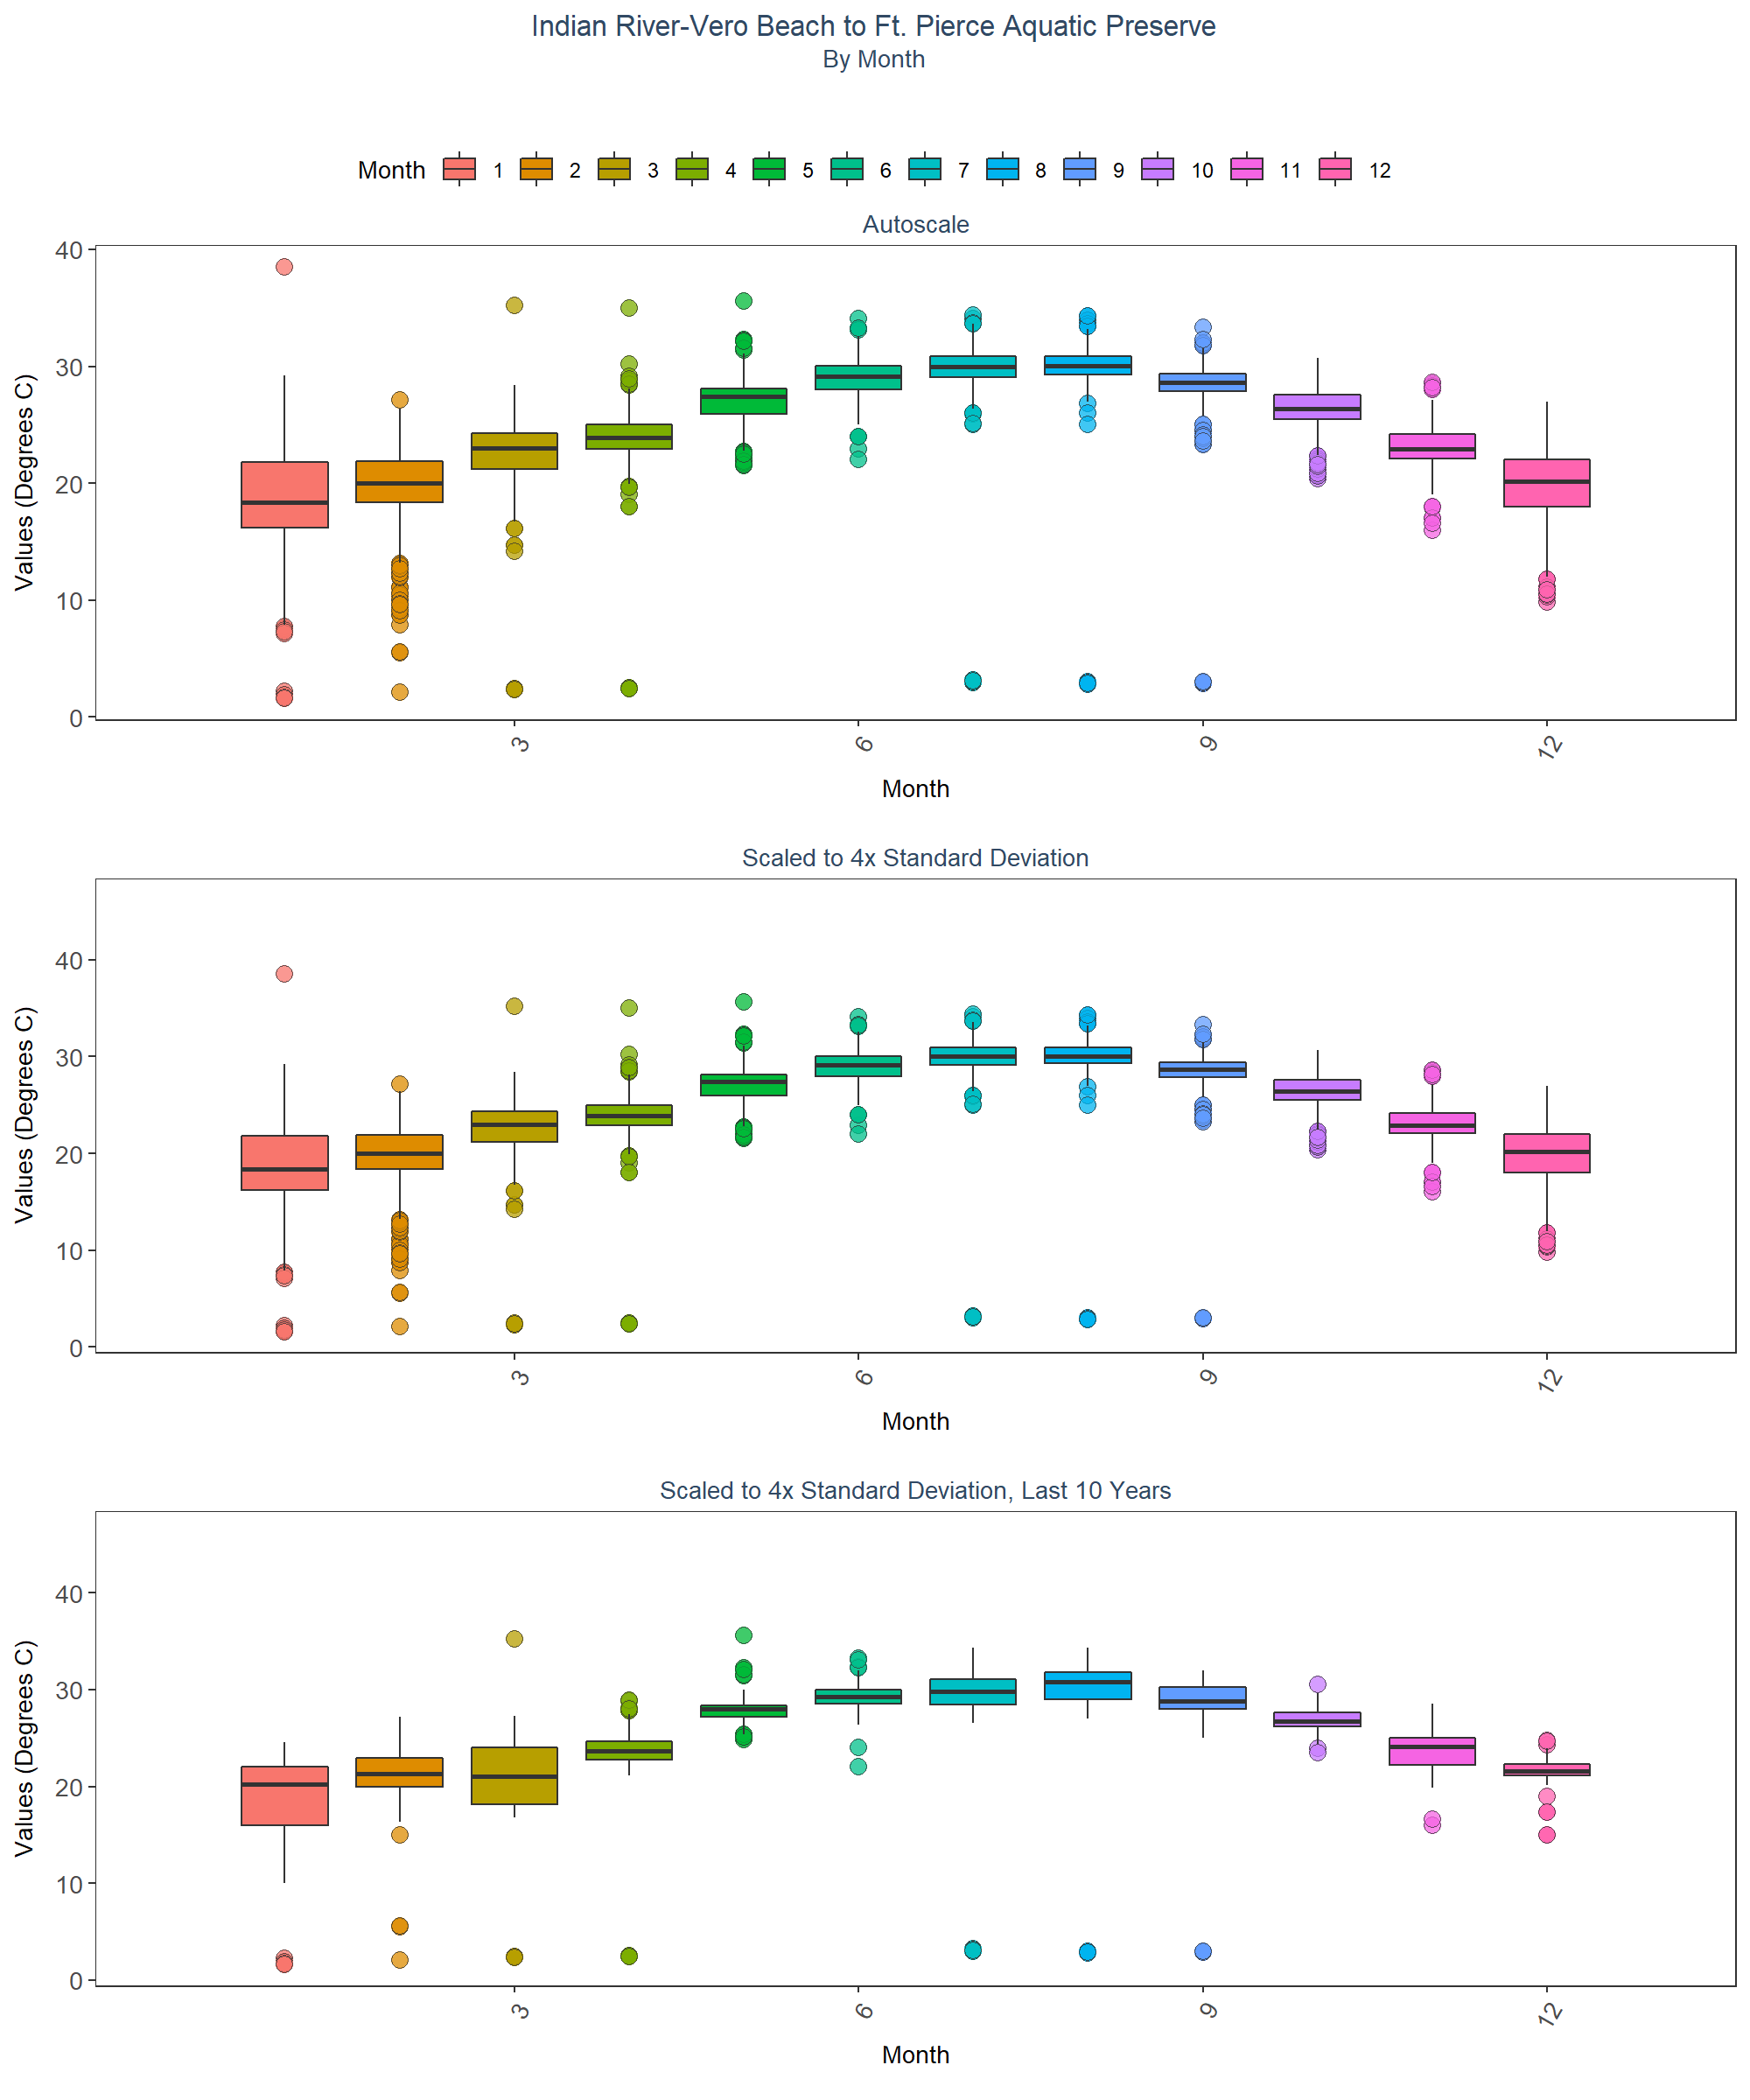 Indian River-Vero Beach to Ft. Pierce Aquatic Preserve
By Month
Month 1 2 3 4 5 6 7 8 9 10 11 12
Autoscale
Values (Degrees C)
40
30
20
10
0
3 6 9 12
Month
Scaled to 4x Standard Deviation
Values (Degrees C)
40
30
20
10
0
3 6 9 12
Month
Scaled to 4x Standard Deviation, Last 10 Years
Values (Degrees C)
40
30
20
10
0
3 6 9 12
Month